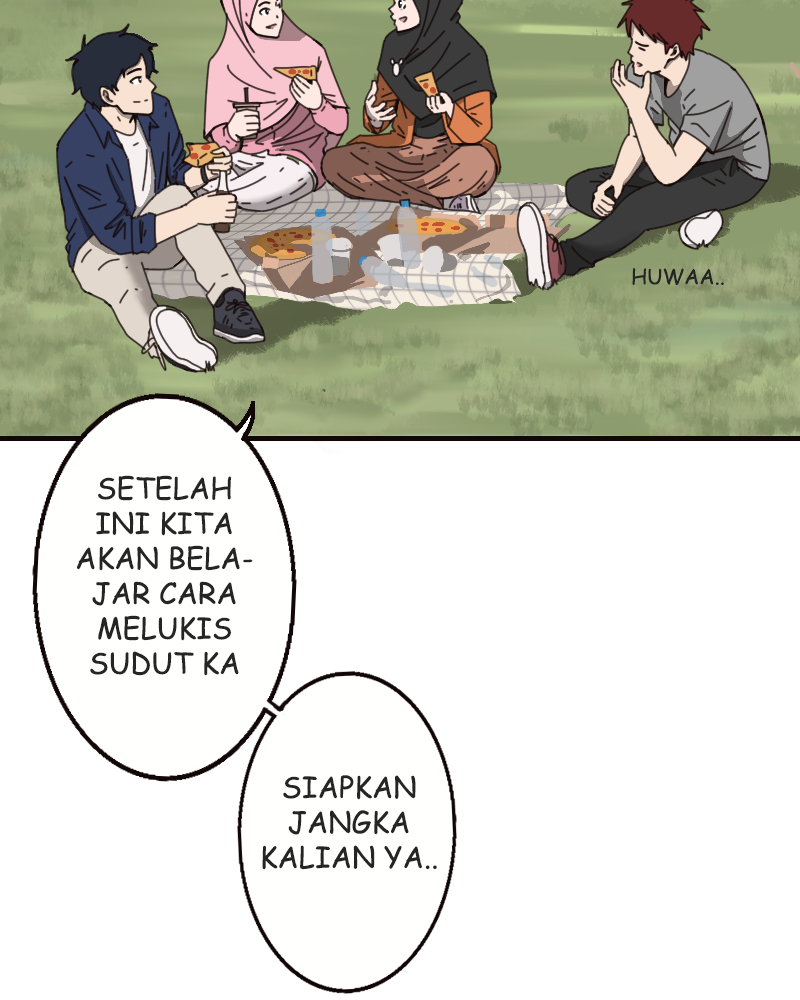 HUWAA..
SETELAH
INI KITA
AKAN BELA-
JAR CARA
MELUKIS
SUDUT KA
SIAPKAN
JANGKA
KALIAN YA..